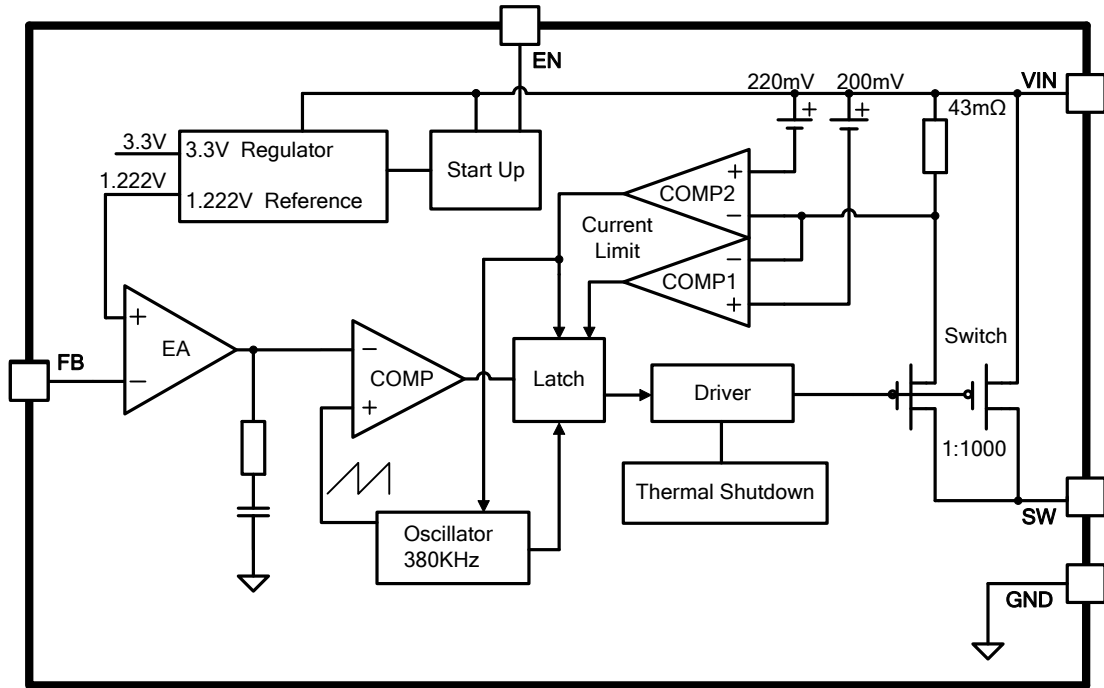 EN
VIN
220mV
200mV
43mΩ
+
+
3.3V
3.3V Regulator
1.222V
1.222V Reference
Start Up
+
COMP2
−
Current
Limit
−
COMP1
+
+
EA
−
FB
−
COMP
+
Latch
Driver
Switch
1:1000
Thermal Shutdown
SW
Oscillator
380KHz
GND